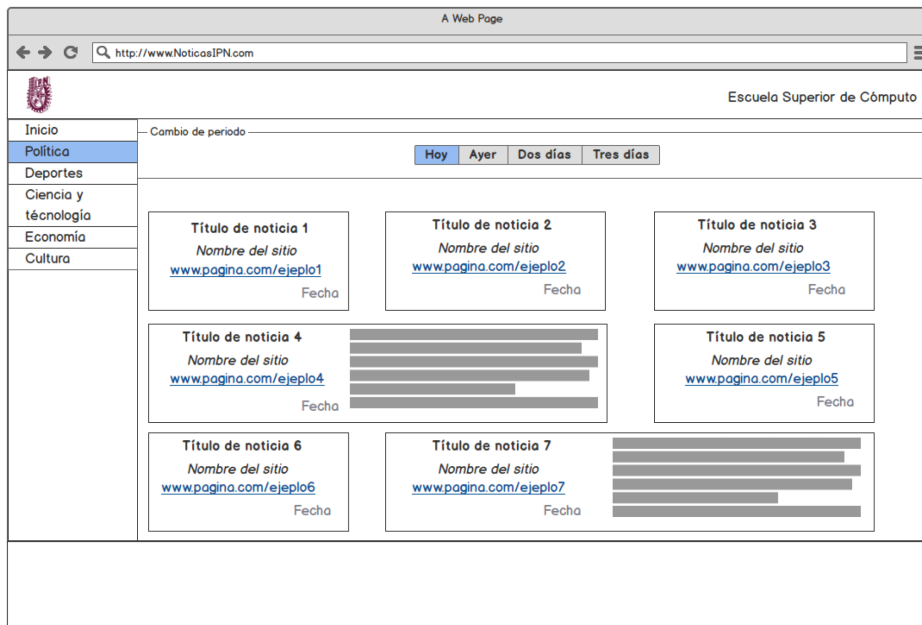 A Web Page
http://www.NoticasIPN.com
Escuela Superior de Cómputo
Inicio
Política
Deportes
Ciencia y
técnología
Economía
Cultura
Cambio de periodo
Hoy Ayer Dos días Tres días
Título de noticia 1
Nombre del sitio
www.pagina.com/ejeplo1
Fecha
Título de noticia 2
Nombre del sitio
www.pagina.com/ejeplo2
Fecha
Título de noticia 3
Nombre del sitio
www.pagina.com/ejeplo3
Fecha
Título de noticia 4
Nombre del sitio
www.pagina.com/ejeplo4
Fecha
Título de noticia 5
Nombre del sitio
www.pagina.com/ejeplo5
Fecha
Título de noticia 6
Nombre del sitio
www.pagina.com/ejeplo6
Fecha
Título de noticia 7
Nombre del sitio
www.pagina.com/ejeplo7
Fecha